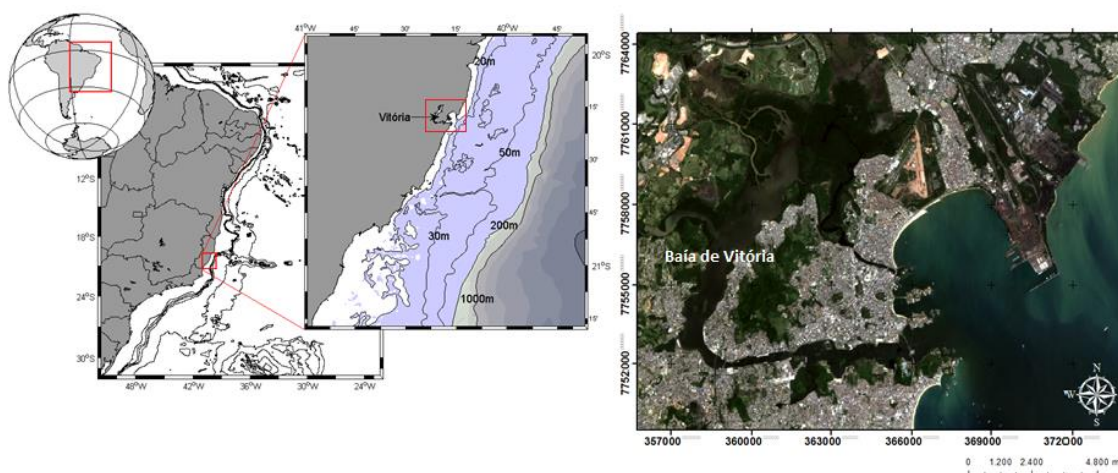 41°W 45' 30' 15' 40°W 45' 30' 15'
20°S
15'
30'
45'
21°S
15'
20m
Vitória
50m
30m
200m
1000m
12°S
18°S
24°S
30°S
48°W 42°W 36°W 30°W 24°W
7764000
7761000
7758000
7755000
7752000
Baía de Vitória
N
W
S
357000 360000 363000 366000 369000 372000
0 1.200 2.400 4.800 m